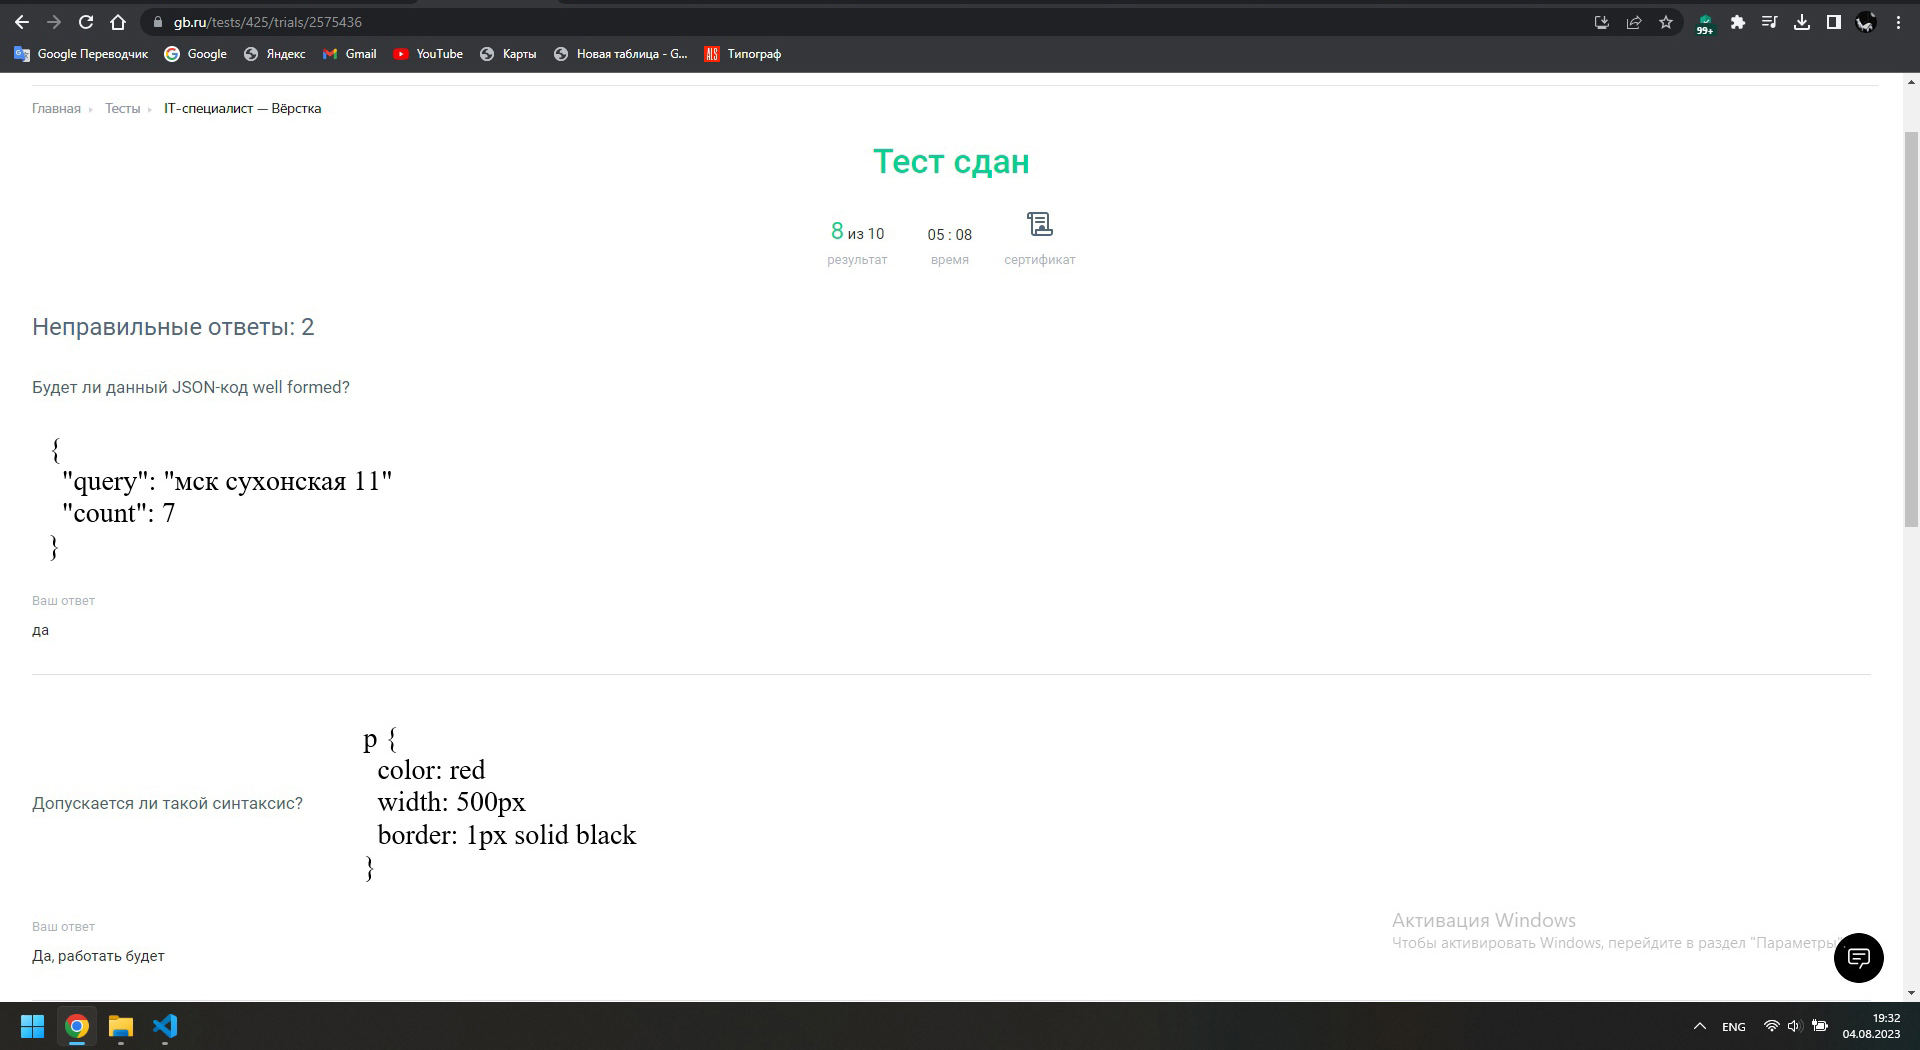 gb.ru/tests/425/trials/2575436
99+
Google Переводчик Google Яндекс Gmail YouTube Карты Новая таблица - G... Типограф
Главная Тесты IT-специалист — Вёрстка
Тест сдан
8 из 10 05 : 08
результат время сертификат
Неправильные ответы: 2
Будет ли данный JSON-код well formed?
{
"query": "мск сухонская 11"
"count": 7
}
Ваш ответ
да
Допускается ли такой синтаксис?
p {
color: red
width: 500px
border: 1px solid black
}
Ваш ответ
Да, работать будет
Активация Windows
Чтобы активировать Windows, перейдите в раздел "Параметры
ENG
19:32
04.08.2023